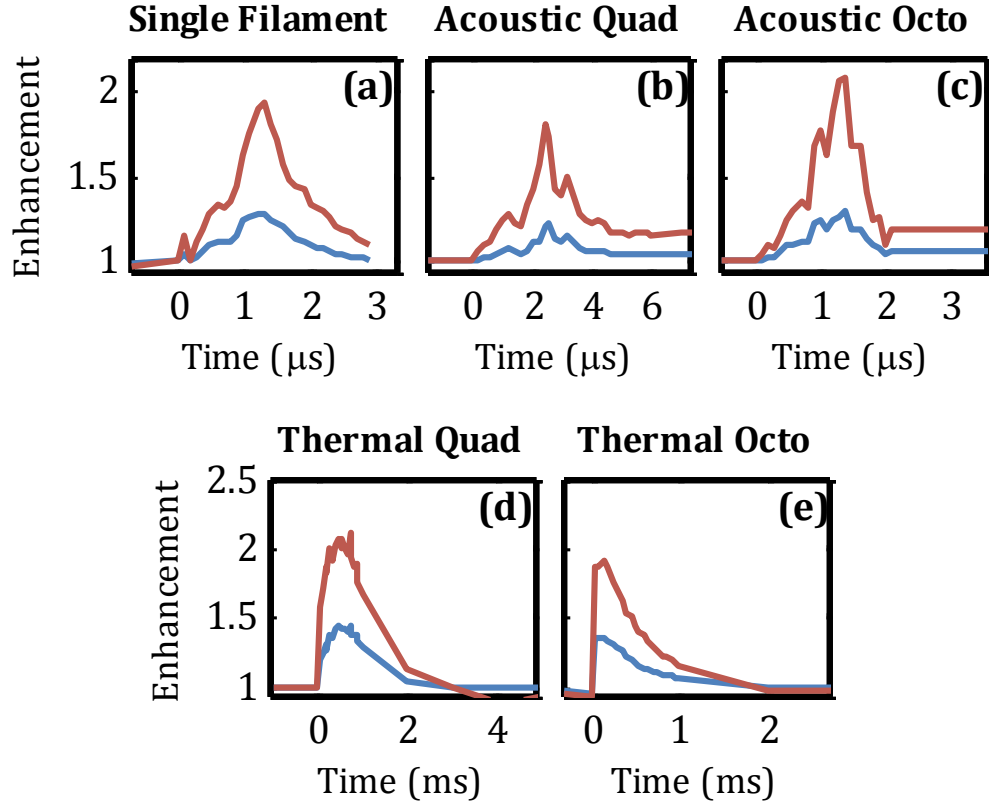 Single Filament Acoustic Quad Acoustic Octo
Enhancement
2
1.5
1
(a) (b) (c)
0 1 2 3 0 2 4 6 0 1 2 3
Time (μs) Time (μs) Time (μs)
Thermal Quad Thermal Octo
Enhancement
2.5
2
1.5
1
(d) (e)
0 2 4 0 1 2
Time (ms) Time (ms)